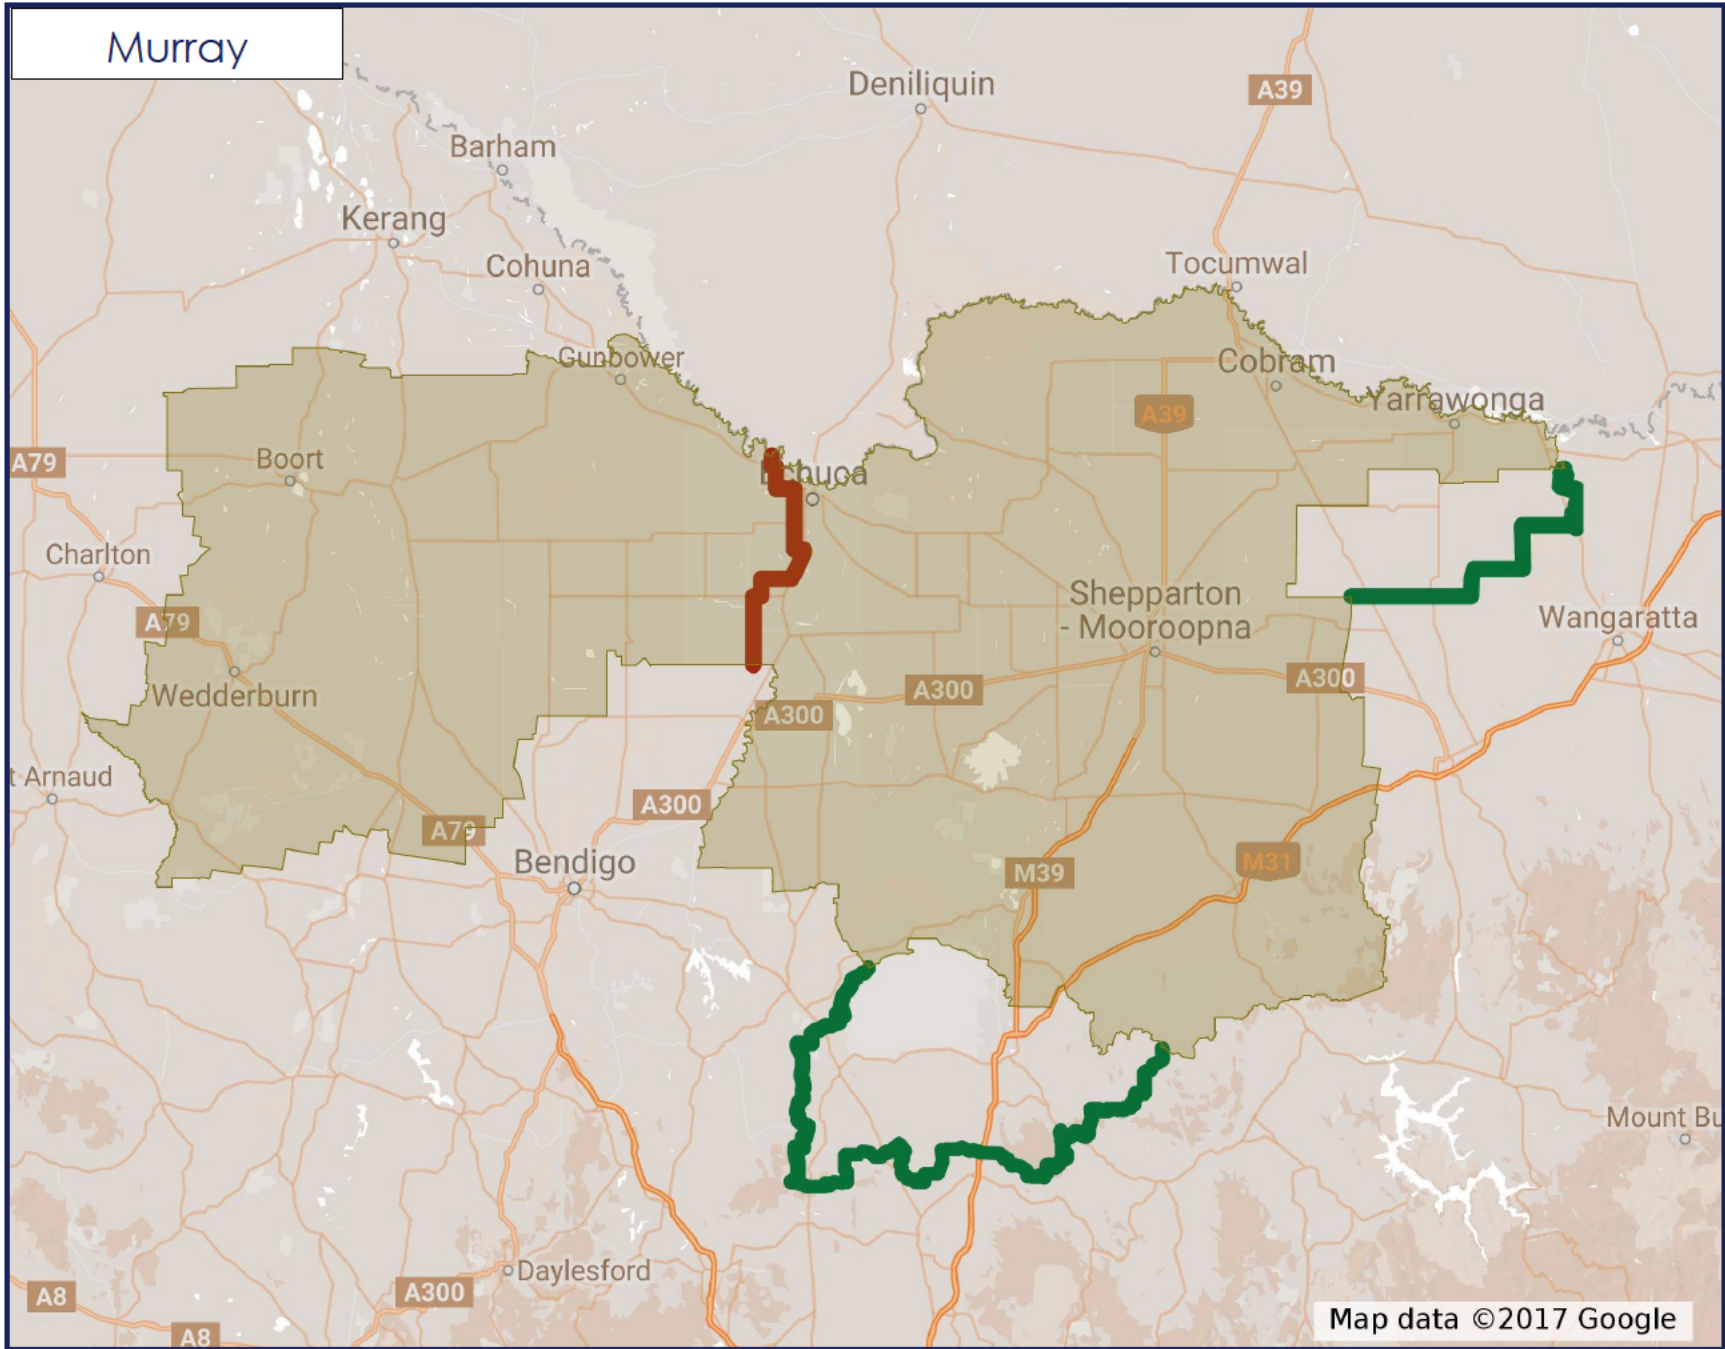 Murray
Deniliquin
A39
Barham
Kerang
Cohuna
Tocumwal
Gunbower
Cobram
Yarrawonga
A39
Boort
A79
Echuca
Charlton
Shepparton
- Mooroopna
A79
Wangaratta
Wedderburn
A300
A300
A300
t Arnaud
A300
A79
Bendigo
M39
M31
Mount Bu
Daylesford
A300
A8
A8
Map data ©2017 Google